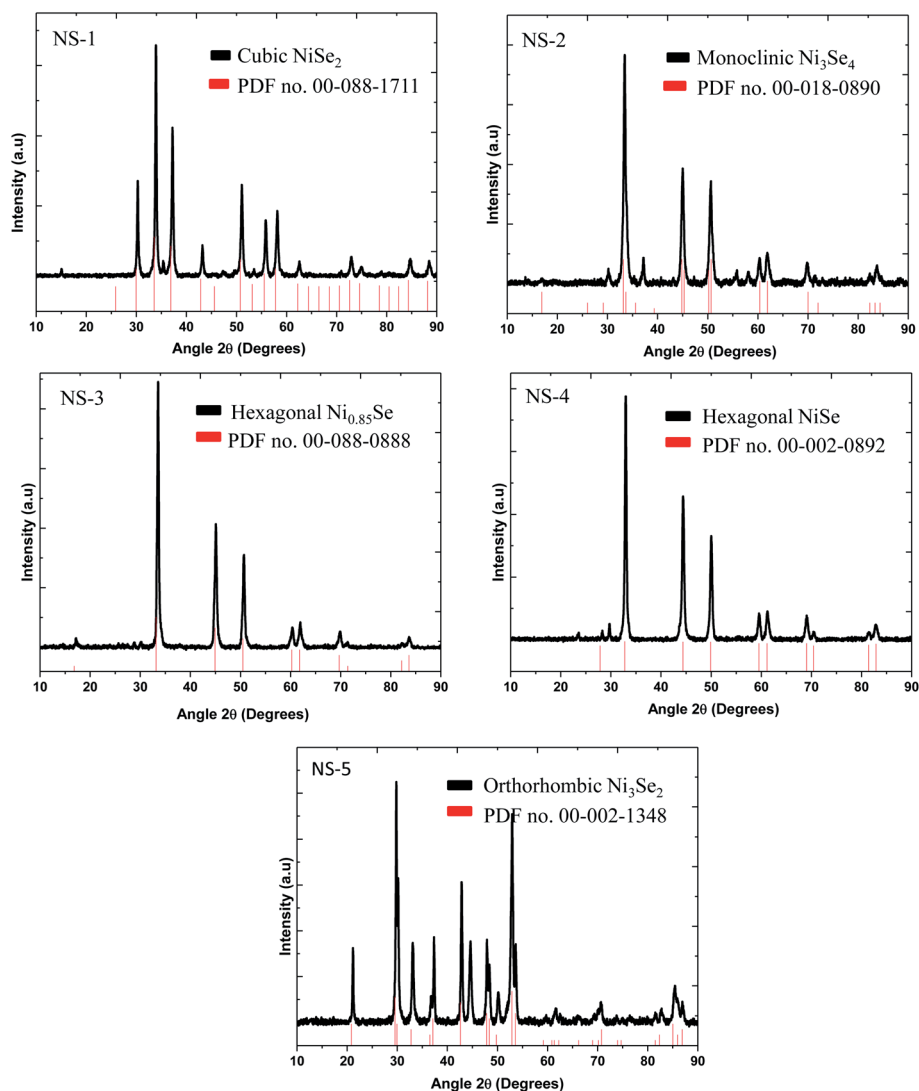 NS-1
Cubic NiSe₂
PDF no. 00-088-1711
Intensity (a.u)
10 20 30 40 50 60 70 80 90
Angle 2θ (Degrees)
NS-2
Monoclinic Ni₃Se₄
PDF no. 00-018-0890
Intensity (a.u)
10 20 30 40 50 60 70 80 90
Angle 2θ (Degrees)
NS-3
Hexagonal Ni₀.₈₅Se
PDF no. 00-088-0888
Intensity (a.u)
10 20 30 40 50 60 70 80 90
Angle 2θ (Degrees)
NS-4
Hexagonal NiSe
PDF no. 00-002-0892
Intensity (a.u)
10 20 30 40 50 60 70 80 90
Angle 2θ (Degrees)
NS-5
Orthorhombic Ni₃Se₂
PDF no. 00-002-1348
Intensity (a.u)
10 20 30 40 50 60 70 80 90
Angle 2θ (Degrees)